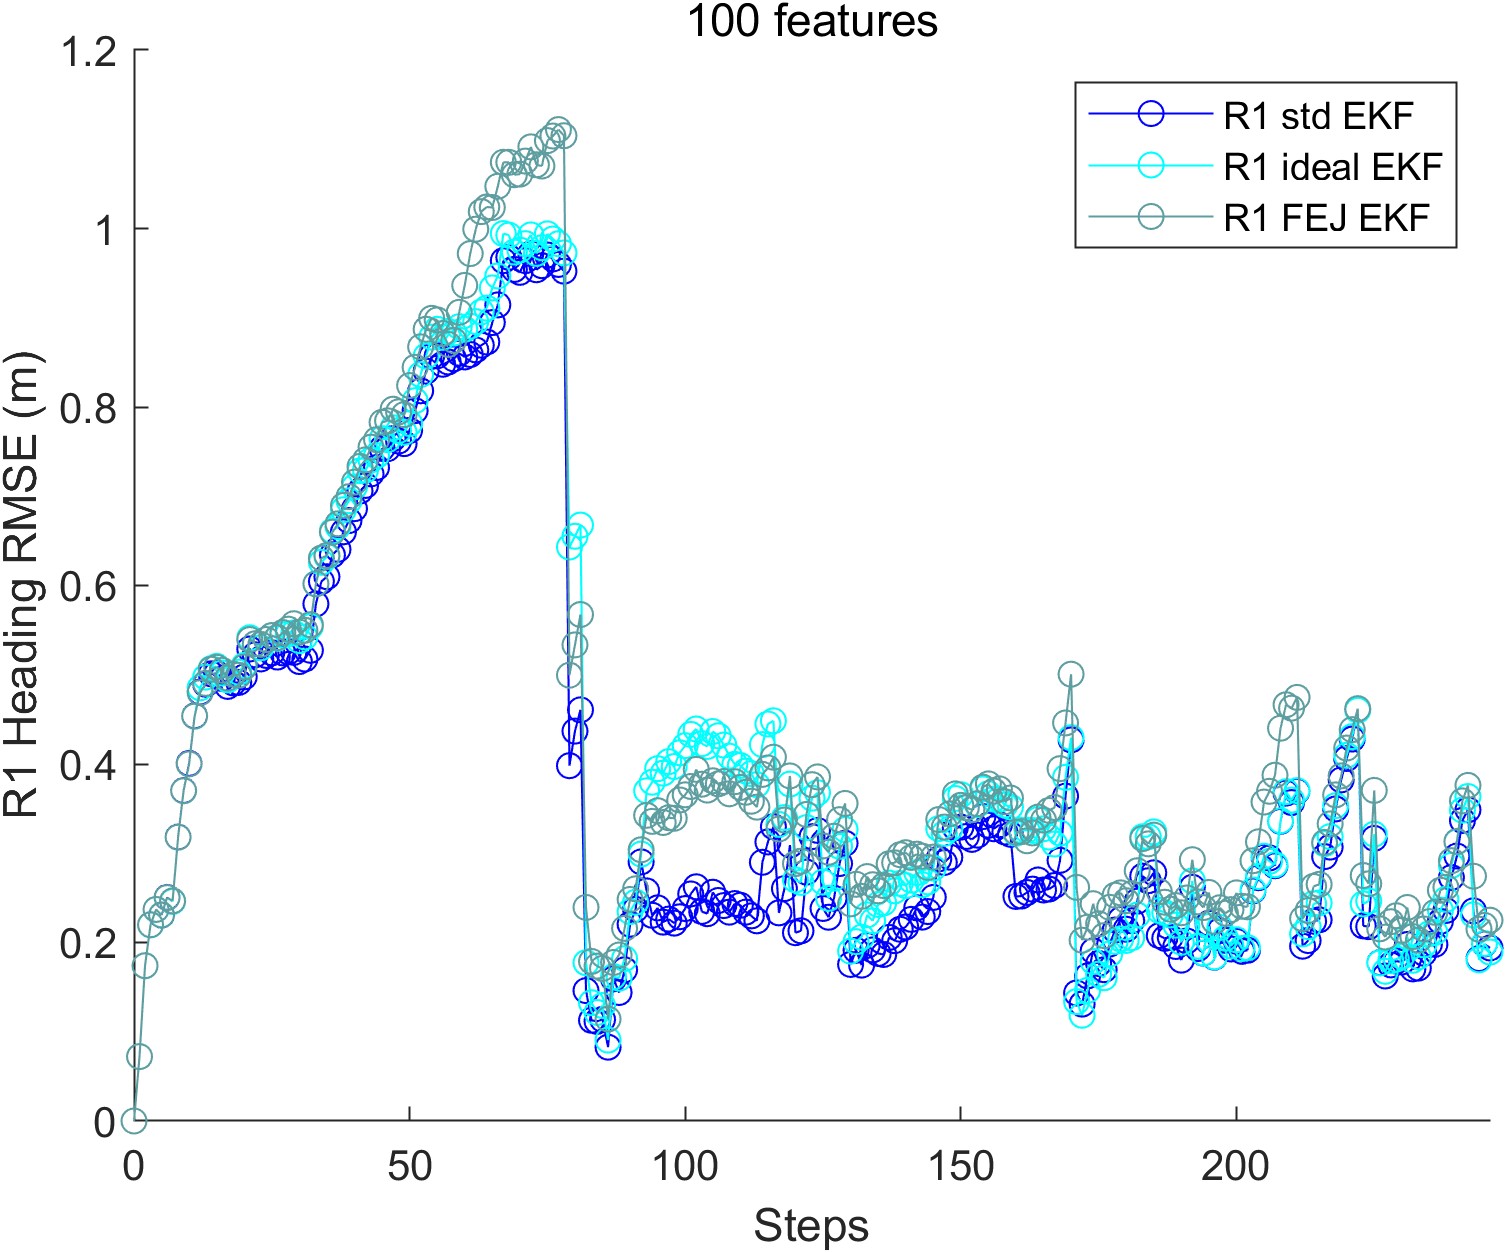 100 features
R1 Heading RMSE (m)
1.2
1
0.8
0.6
0.4
0.2
0
R1 std EKF
R1 ideal EKF
R1 FEJ EKF
0 50 100 150 200
Steps